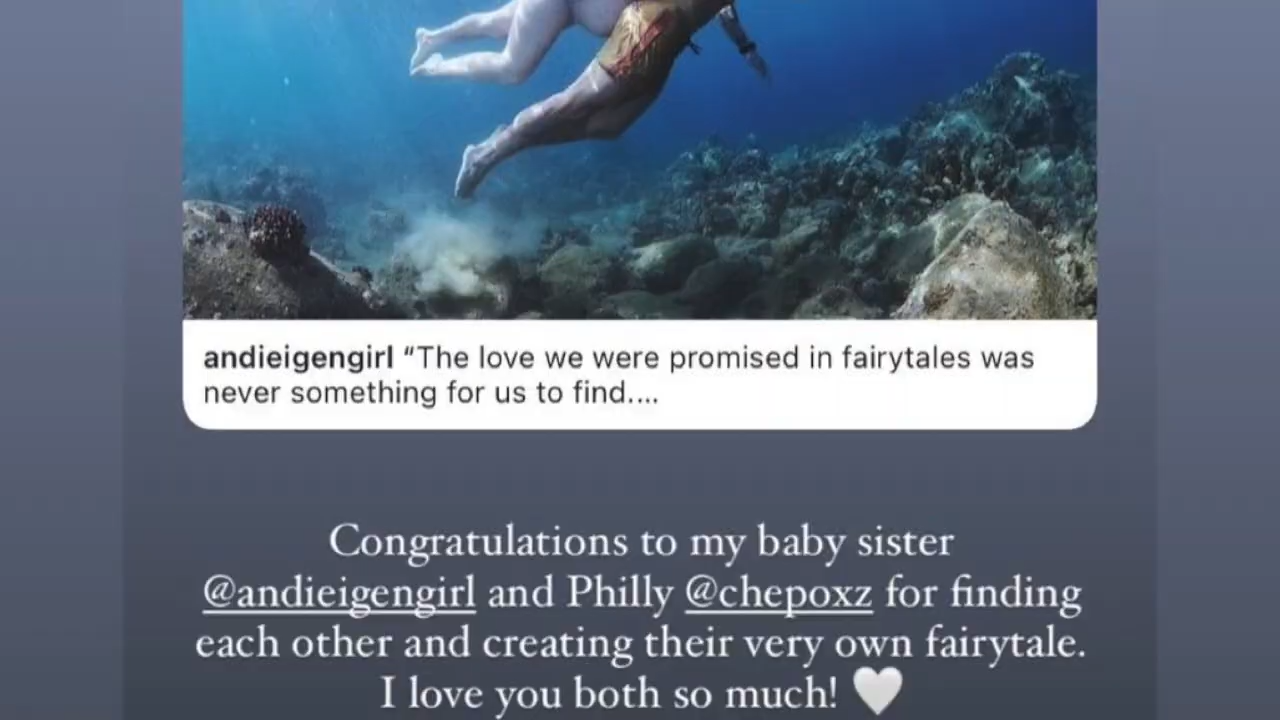 andieigengirl "The love we were promised in fairytales was
never something for us to find....
Congratulations to my baby sister
@andieigengirl and Philly @chepoxz for finding
each other and creating their very own fairytale.
I love you both so much! 🤍